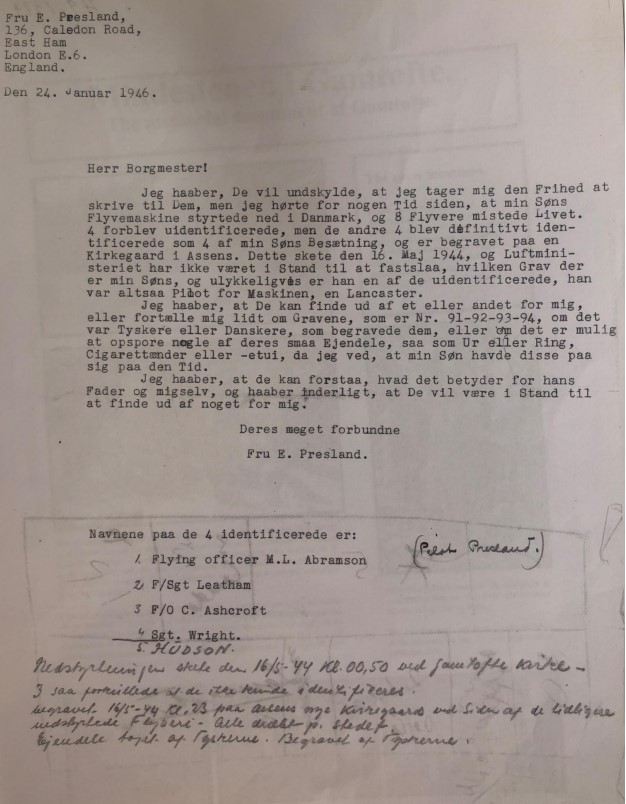 Fru E. Presland,
136, Caledon Road,
East Ham
London E.6.
England.
Den 24. Januar 1946.
Herr Borgmester!
Jeg haaber, De vil undskylde, at jeg tager mig den Frihed at
skrive til Dem, men jeg hørte for nogen Tid siden, at min Søns
Flyvemaskine styrtede ned i Danmark, og 8 Flyvere mistede Livet.
4 forblev uidentificerede, men de andre 4 blev definitivt iden-
tificerede som 4 af min Søns Besætning, og er begravet paa en
Kirkegaard i Assens. Dette skete den 16. Maj 1944, og Luftmini-
steriet har ikke været i Stand til at fastslaa, hvilken Grav der
er min Søns, og ulykkeligvis er han en af de uidentificerede, han
var altsaa Pilot for Maskinen, en Lancaster.
Jeg haaber, at De kan finde ud af et eller andet for mig,
eller fortælle mig lidt om Gravene, som er Nr. 91-92-93-94, om det
var Tyskere eller Danskere, som begravede dem, eller om det er mulig
at opspore nogle af deres smaa Ejendele, saa som Ur eller Ring,
Cigarettænder eller -etui, da jeg ved, at min Søn havde disse paa
sig paa den Tid.
Jeg haaber, at de kan forstaa, hvad det betyder for hans
Fader og migselv, og haaber inderligt, at De vil være i Stand til
at finde ud af noget for mig.
Deres meget forbundne
Fru E. Presland.
Navnene paa de 4 identificerede er:
(Pilot Presland.)
1. Flying officer M.L. Abramson
2 F/Sgt Leatham
3 F/O C. Ashcroft
4 Sgt. Wright.
5. HUDSON.
Nedstyrtningen skete den 16/5-44 Kl. 00,50 ved Gamtofte Kirke -
3 saa forkullede at de ikke kunde identificeres.
begravet 16/5-44 Kl. 23 paa Assens nye Kirkegaard ved Siden af de tidligere
nedstyrtede Flyvere - Alle dræbt p. stedet.
Ejendele taget af Tyskerne. Begravet af Tyskerne.